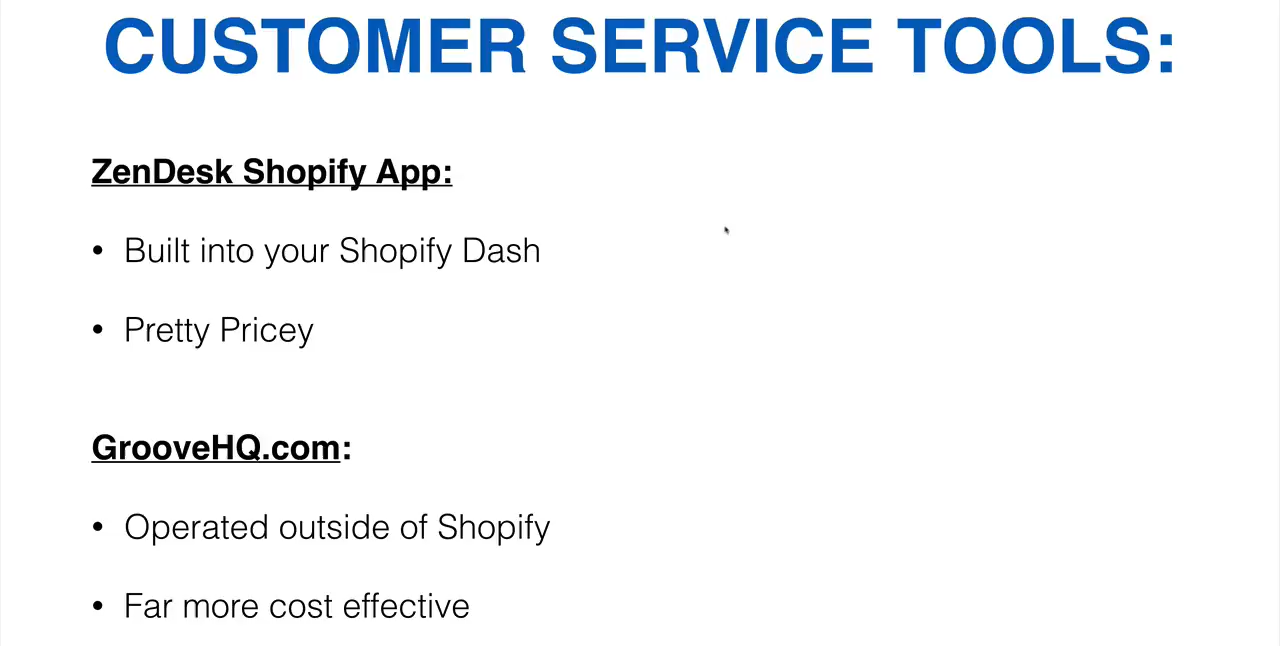 CUSTOMER SERVICE TOOLS:
ZenDesk Shopify App:
• Built into your Shopify Dash
• Pretty Pricey
GrooveHQ.com:
• Operated outside of Shopify
• Far more cost effective